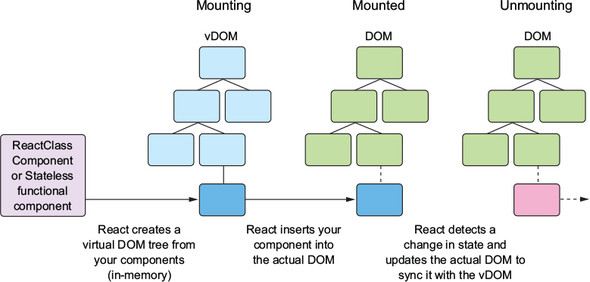 Mounting
Mounted
Unmounting
vDOM
DOM
DOM
ReactClass
Component
or Stateless
functional
component
React creates a
virtual DOM tree from
your components
(in-memory)
React inserts your
component into
the actual DOM
React detects
a change in state and
updates the actual DOM to
sync it with the vDOM